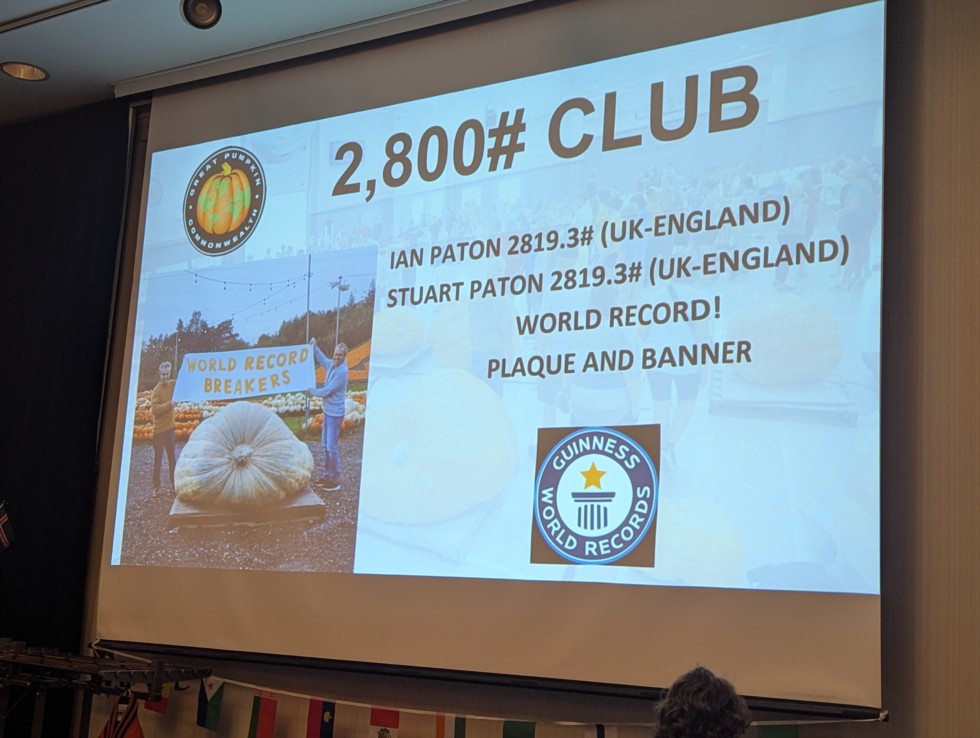 2,800# CLUB
GREAT PUMPKIN
COMMONWEALTH
IAN PATON 2819.3# (UK-ENGLAND)
STUART PATON 2819.3# (UK-ENGLAND)
WORLD RECORD!
PLAQUE AND BANNER
WORLD RECORD
BREAKERS
GUINNESS
WORLD RECORDS